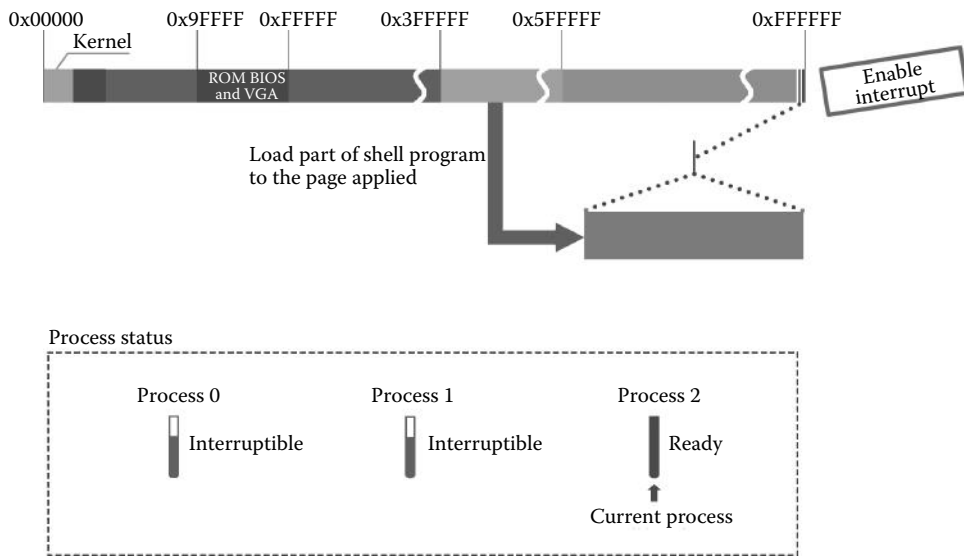 0x00000 0x9FFFF 0xFFFFF 0x3FFFFF 0x5FFFFF 0xFFFFFF
Kernel
ROM BIOS
and VGA
Enable
interrupt
Load part of shell program
to the page applied
Process status
Process 0 Process 1 Process 2
Interruptible Interruptible Ready
Current process